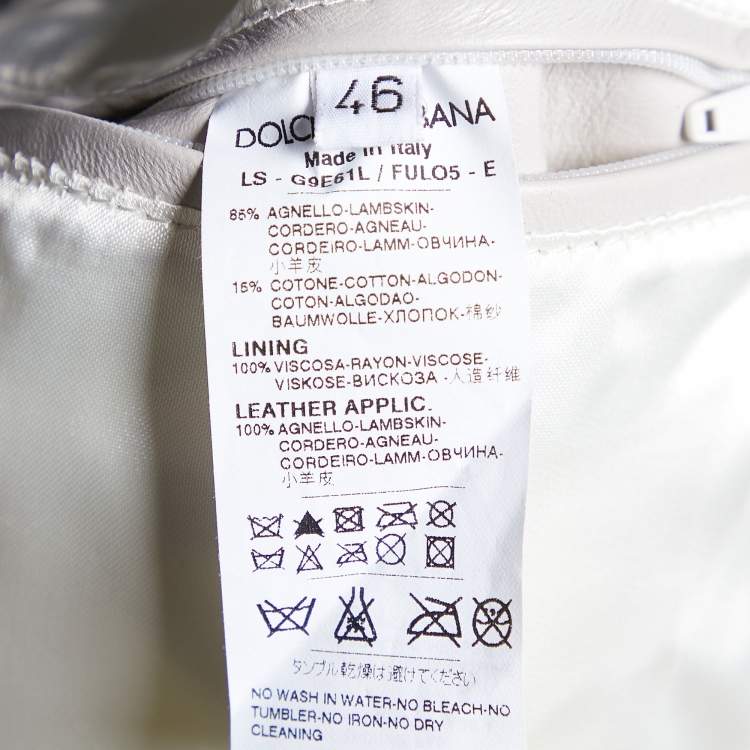 46
DOLC BANA
Made in Italy
LS - G9E61L / FUL05 - E
85% AGNELLO-LAMBSKIN-
CORDERO-AGNEAU-
CORDEIRO-LAMM-ОВЧИНА-
小羊皮
15% COTONE-COTTON-ALGODON-
COTON-ALGODAO-
BAUMWOLLE-ХЛОПОК-棉纱
LINING
100% VISCOSA-RAYON-VISCOSE-
VISKOSE-ВИСКОЗА -人造纤维
LEATHER APPLIC.
100% AGNELLO-LAMBSKIN-
CORDERO-AGNEAU-
CORDEIRO-LAMM-ОВЧИНА-
小羊皮
タンブル乾燥は避けてください
NO WASH IN WATER-NO BLEACH-NO
TUMBLER-NO IRON-NO DRY
CLEANING